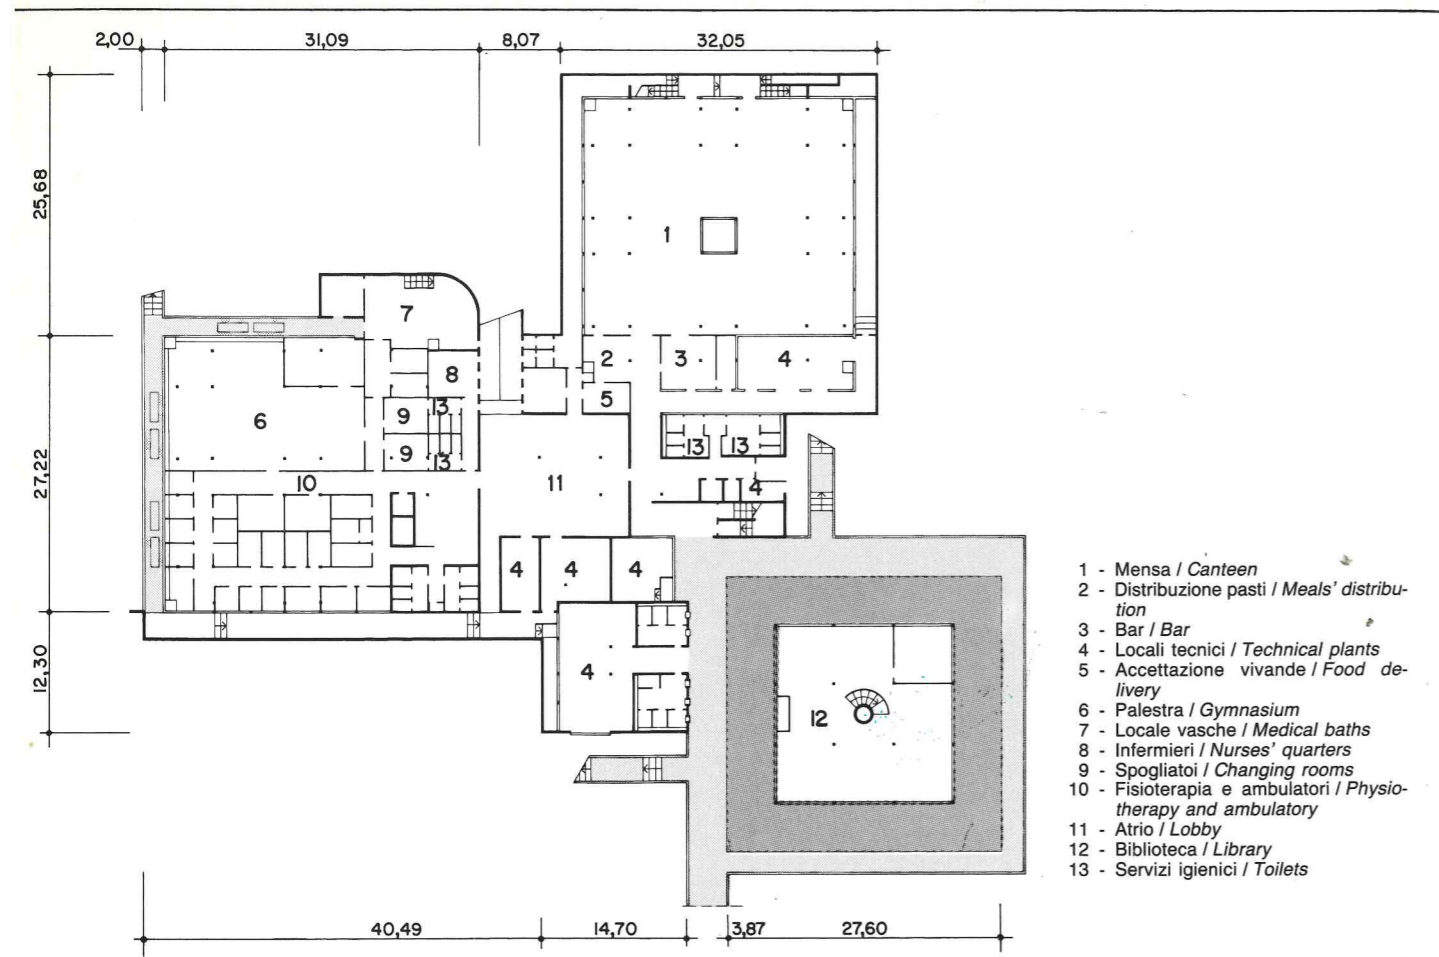 2,00 31,09 8,07 32,05
25,68
27,22
12,30
1
7
2 3 4
8
5
6 9 13
13 13
9 13
10 11 4
4 4 4
4
12
40,49 14,70 3,87 27,60
1 - Mensa / Canteen
2 - Distribuzione pasti / Meals' distribu-
tion
3 - Bar / Bar
4 - Locali tecnici / Technical plants
5 - Accettazione vivande / Food de-
livery
6 - Palestra / Gymnasium
7 - Locale vasche / Medical baths
8 - Infermieri / Nurses' quarters
9 - Spogliatoi / Changing rooms
10 - Fisioterapia e ambulatori / Physio-
therapy and ambulatory
11 - Atrio / Lobby
12 - Biblioteca / Library
13 - Servizi igienici / Toilets